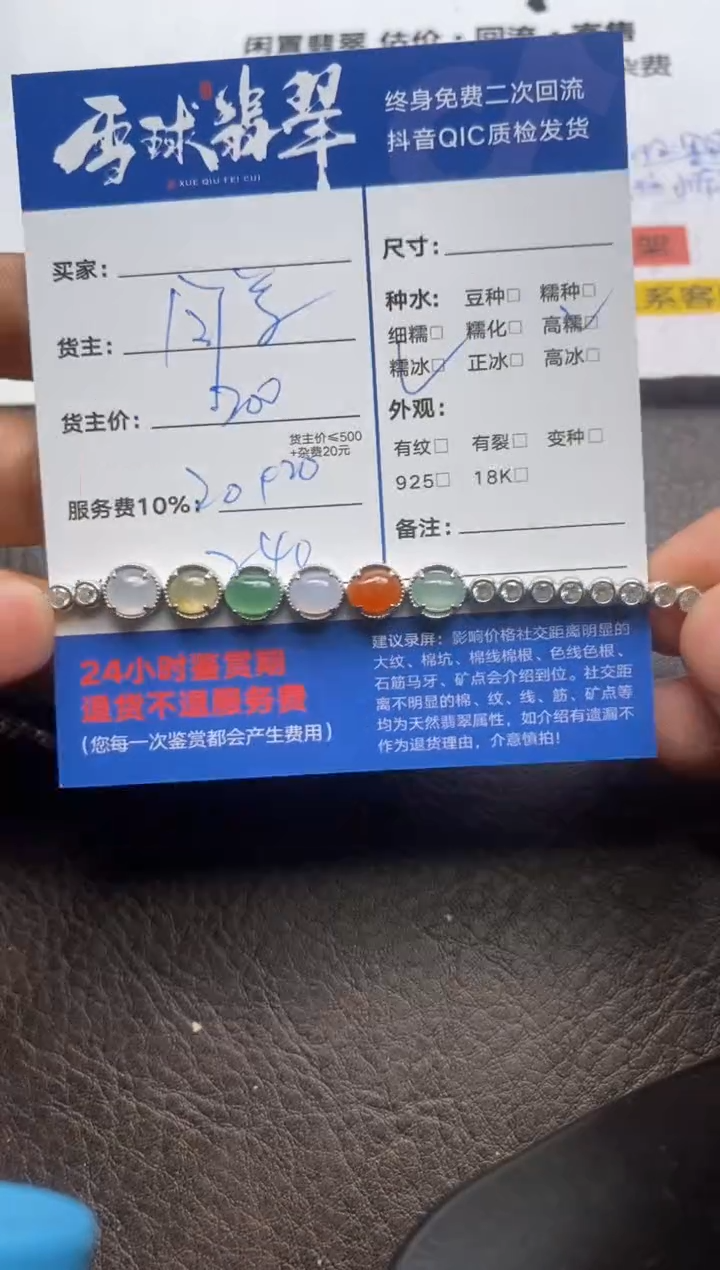 闲置翡翠 估价·回流·寄售
杂费
雪球翡翠
XUE QIU FEI CUI
终身免费二次回流
抖音QIC质检发货
买家:
货主:
货主价: 200
货主价≤500
+杂费20元
服务费10%: 20+20
240
尺寸:
种水: 豆种□ 糯种□
细糯□ 糯化□ 高糯□
糯冰□ 正冰□ 高冰□
外观:
有纹□ 有裂□ 变种□
925□ 18K□
备注:
24小时鉴赏期
退货不退服务费
(您每一次鉴赏都会产生费用)
建议录屏:影响价格社交距离明显的
大纹、棉坑、棉线棉根、色线色根、
石筋马牙、矿点会介绍到位。社交距
离不明显的棉、纹、线、筋、矿点等
均为天然翡翠属性,如介绍有遗漏不
作为退货理由,介意慎拍!
架
系客